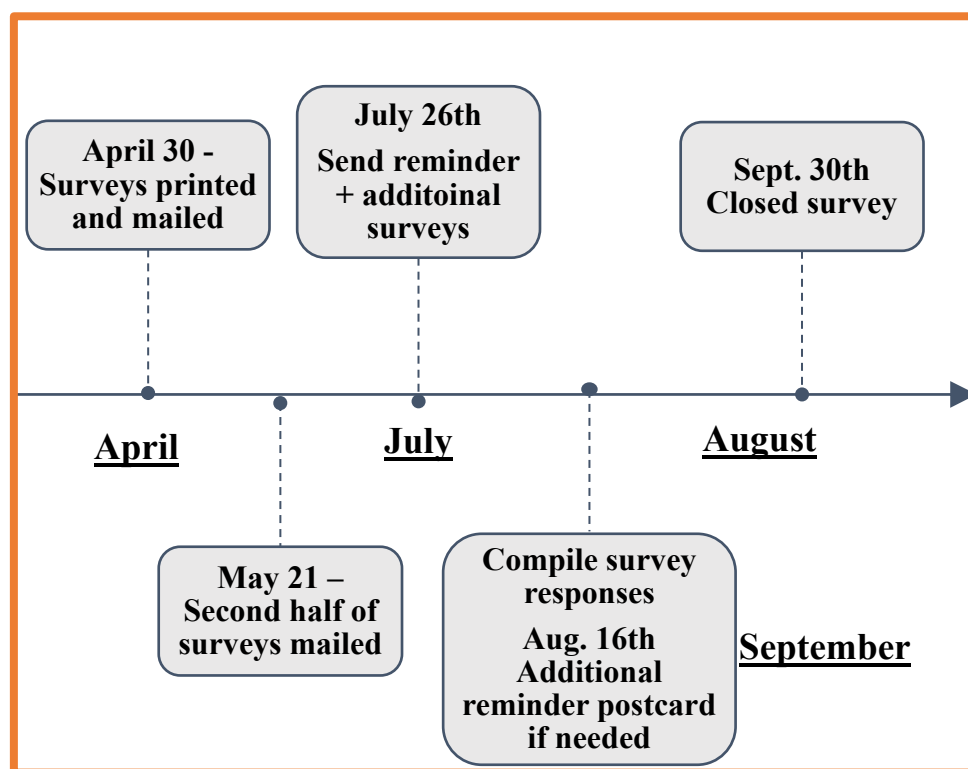 April 30 -
Surveys printed
and mailed
July 26th
Send reminder
+ additoinal
surveys
Sept. 30th
Closed survey
April
July
August
May 21 –
Second half of
surveys mailed
Compile survey
responses
Aug. 16th
Additional
reminder postcard
if needed
September